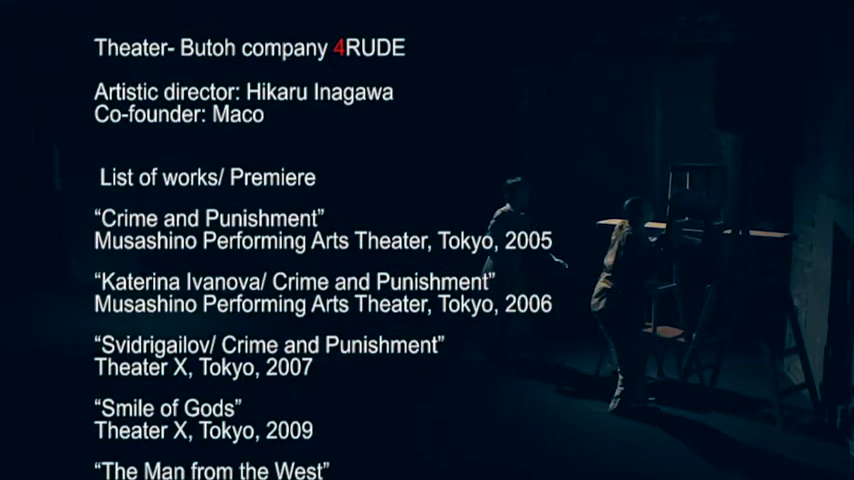 Theater- Butoh company 4RUDE
Artistic director: Hikaru Inagawa
Co-founder: Maco
List of works/ Premiere
“Crime and Punishment”
Musashino Performing Arts Theater, Tokyo, 2005
“Katerina Ivanova/ Crime and Punishment”
Musashino Performing Arts Theater, Tokyo, 2006
“Svidrigailov/ Crime and Punishment”
Theater X, Tokyo, 2007
“Smile of Gods”
Theater X, Tokyo, 2009
“The Man from the West”